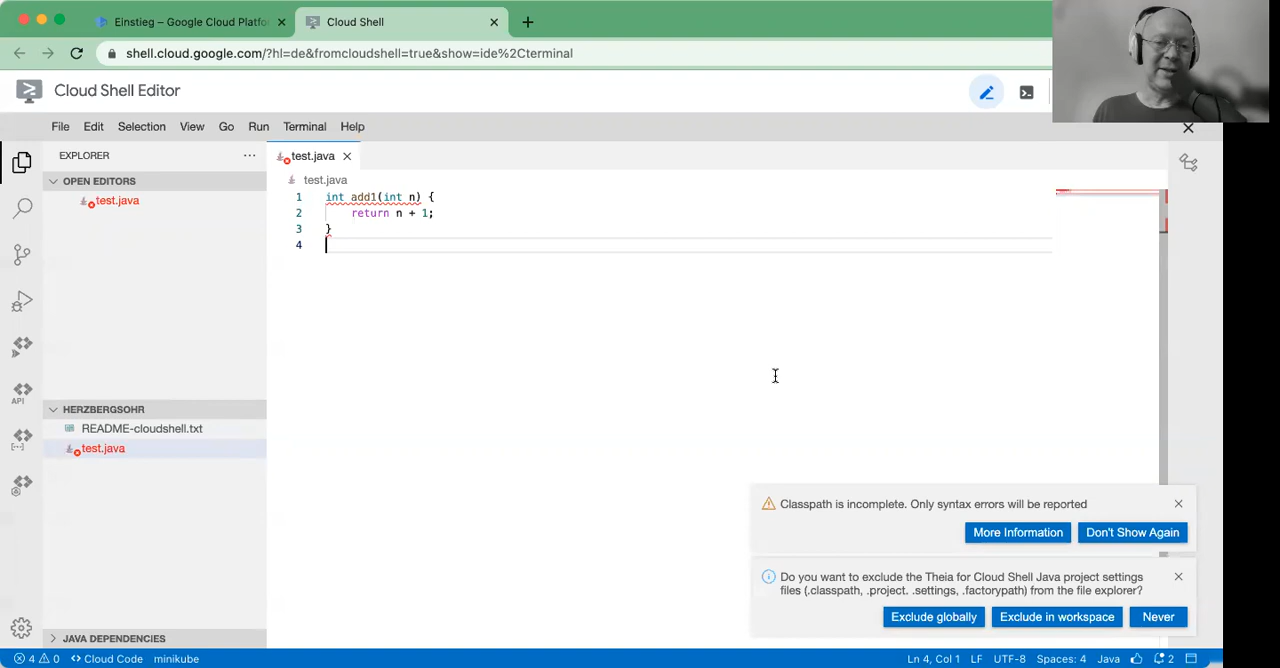 Einstieg – Google Cloud Platfo
Cloud Shell
shell.cloud.google.com/?hl=de&fromcloudshell=true&show=ide%2Cterminal
Cloud Shell Editor
File Edit Selection View Go Run Terminal Help
EXPLORER
OPEN EDITORS
test.java
HERZBERGSOHR
README-cloudshell.txt
test.java
JAVA DEPENDENCIES
API
test.java
test.java
1 int add1(int n) {
2 return n + 1;
3 }
4
Classpath is incomplete. Only syntax errors will be reported
More Information Don't Show Again
Do you want to exclude the Theia for Cloud Shell Java project settings
files (.classpath, .project. .settings, .factorypath) from the file explorer?
Exclude globally Exclude in workspace Never
4 0 Cloud Code minikube Ln 4, Col 1 LF UTF-8 Spaces: 4 Java 2